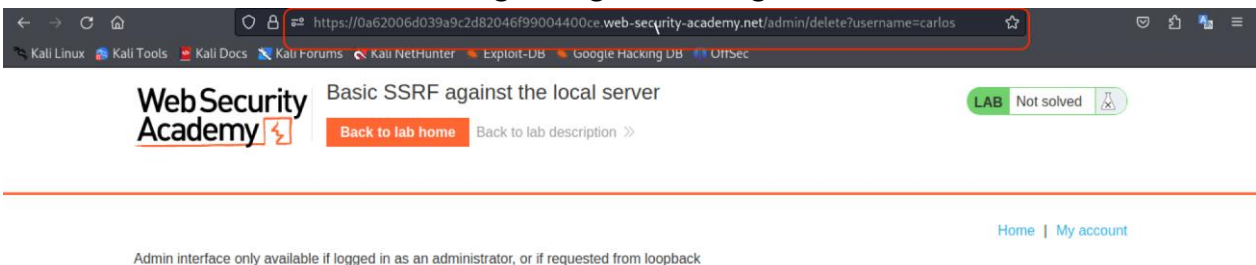 https://0a62006d039a9c2d82046f99004400ce.web-security-academy.net/admin/delete?username=carlos
Kali Linux Kali Tools Kali Docs Kali Forums Kali NetHunter Exploit-DB Google Hacking DB OffSec
Web Security Academy
Basic SSRF against the local server
LAB Not solved
Back to lab home Back to lab description
Home | My account
Admin interface only available if logged in as an administrator, or if requested from loopback